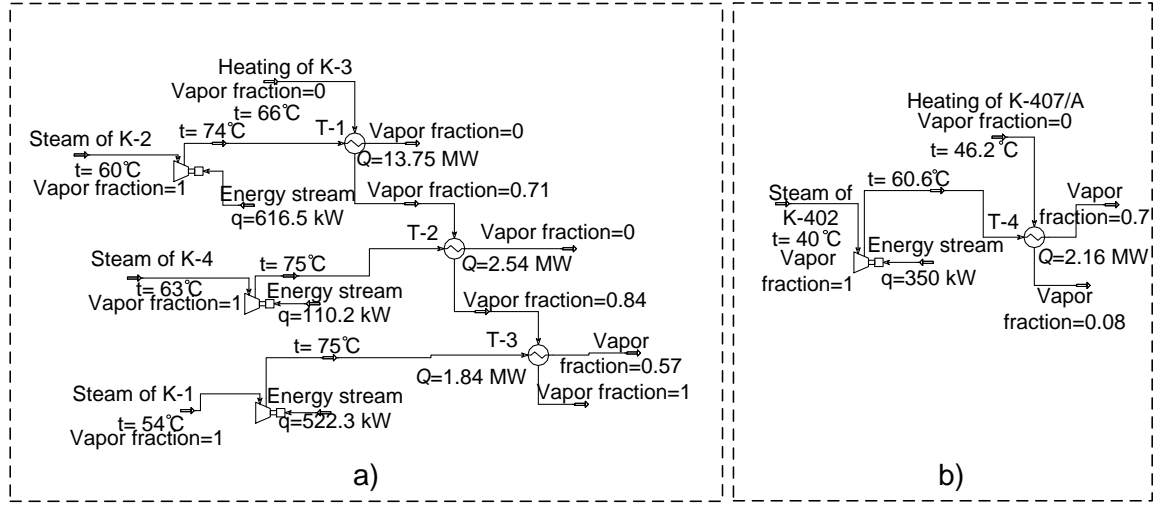 Heating of K-3
Vapor fraction=0
t= 66°C
Steam of K-2
t= 74°C
T-1
Vapor fraction=0
t= 60°C
Q=13.75 MW
Vapor fraction=1
Energy stream
q=616.5 kW
Vapor fraction=0.71
T-2
Vapor fraction=0
Steam of K-4
t= 75°C
Q=2.54 MW
t= 63°C
Vapor fraction=1
Energy stream
q=110.2 kW
Vapor fraction=0.84
t= 75°C
T-3
Vapor
fraction=0.57
Q=1.84 MW
Steam of K-1
Energy stream
Vapor fraction=1
t= 54°C
q=522.3 kW
Vapor fraction=1
a)
Heating of K-407/A
Vapor fraction=0
t= 46.2°C
t= 60.6°C
Steam of
K-402
Vapor
fraction=0.7
T-4
t= 40°C
Vapor
fraction=1
Energy stream
q=350 kW
Q=2.16 MW
Vapor
fraction=0.08
b)